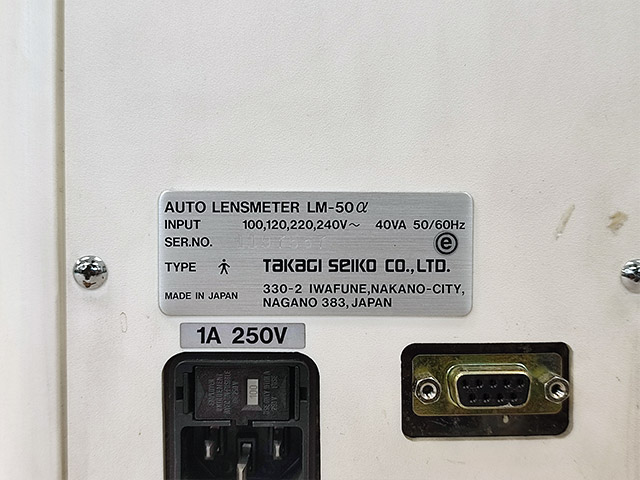 AUTO LENSMETER LM-50α
INPUT 100,120,220,240V～ 40VA 50/60Hz
SER.NO.
e
TYPE TAKAGI SEIKO CO.,LTD.
MADE IN JAPAN 330-2 IWAFUNE,NAKANO-CITY,
NAGANO 383,JAPAN
1A 250V
100